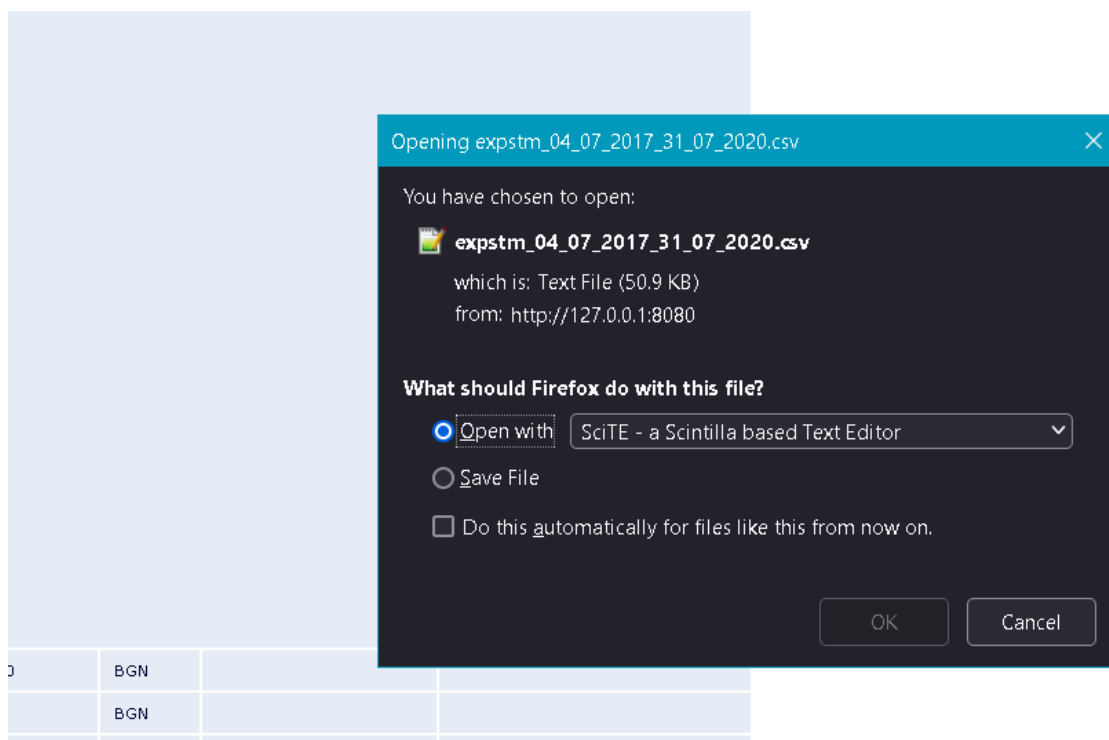 Opening expstm_04_07_2017_31_07_2020.csv
You have chosen to open:
expstm_04_07_2017_31_07_2020.csv
which is: Text File (50.9 KB)
from: http://127.0.0.1:8080
What should Firefox do with this file?
Open with SciTE - a Scintilla based Text Editor
Save File
Do this automatically for files like this from now on.
OK Cancel
BGN
BGN